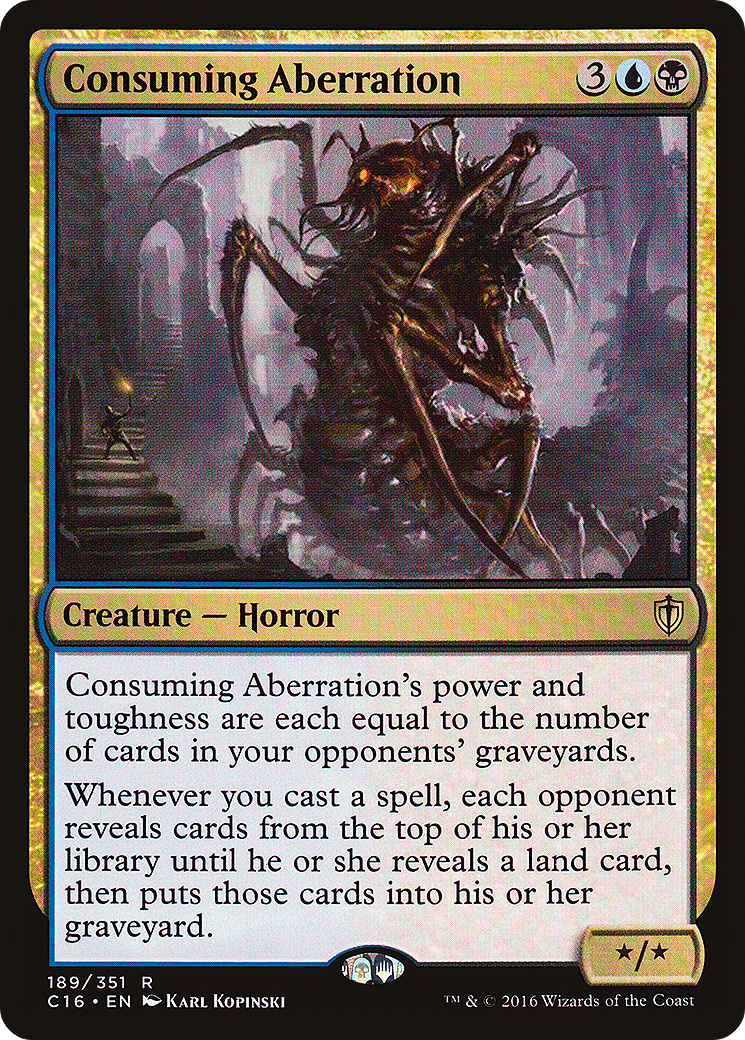 Consuming Aberration 3
Creature — Horror
Consuming Aberration’s power and
toughness are each equal to the number
of cards in your opponents’ graveyards.
Whenever you cast a spell, each opponent
reveals cards from the top of his or her
library until he or she reveals a land card,
then puts those cards into his or her
graveyard.
★/★
189/351 R
C16 • EN Karl Kopinski
™ & © 2016 Wizards of the Coast